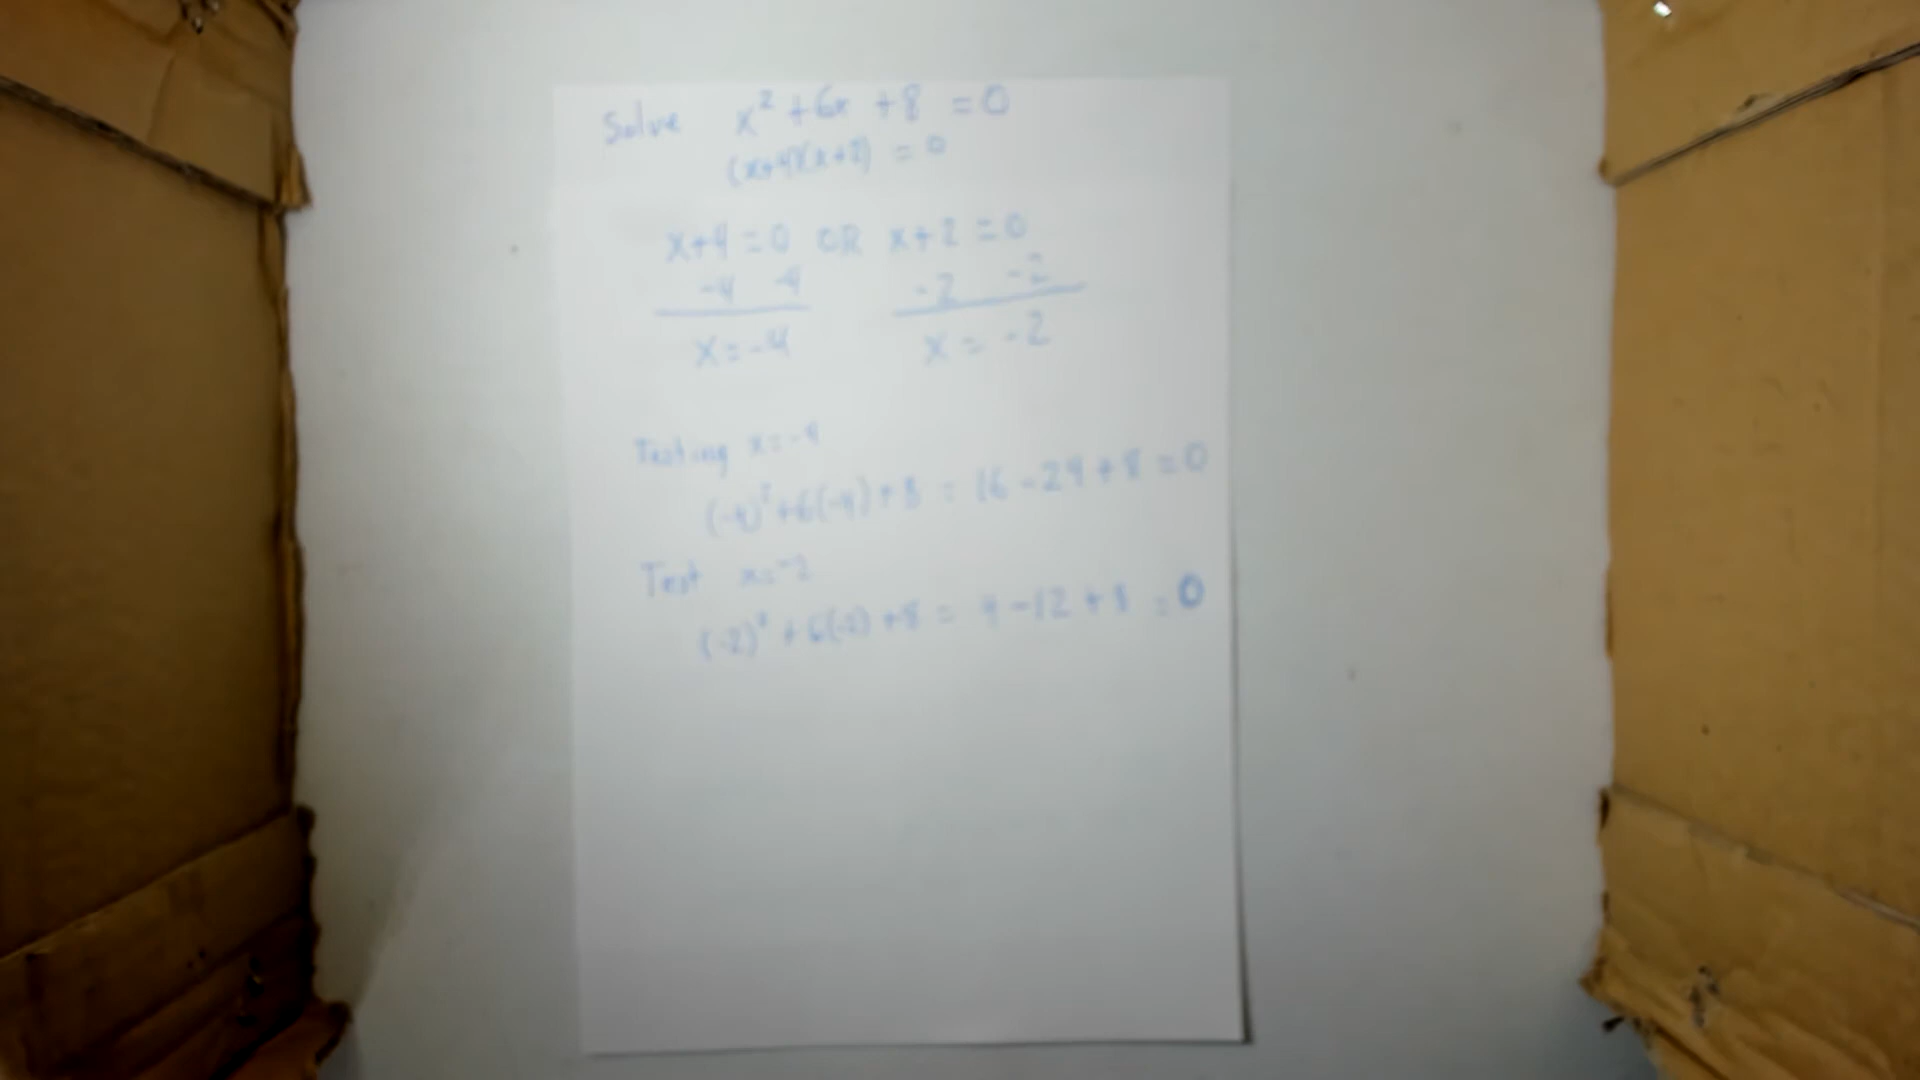 Solve x² + 6x + 8 = 0
(x+4)(x+2) = 0
x+4 = 0 OR x+2 = 0
-4 -4 -2 -2
x = -4 x = -2
Testing x = -4
(-4)² + 6(-4) + 8 = 16 - 24 + 8 = 0
Test x = -2
(-2)² + 6(-2) + 8 = 4 - 12 + 8 = 0